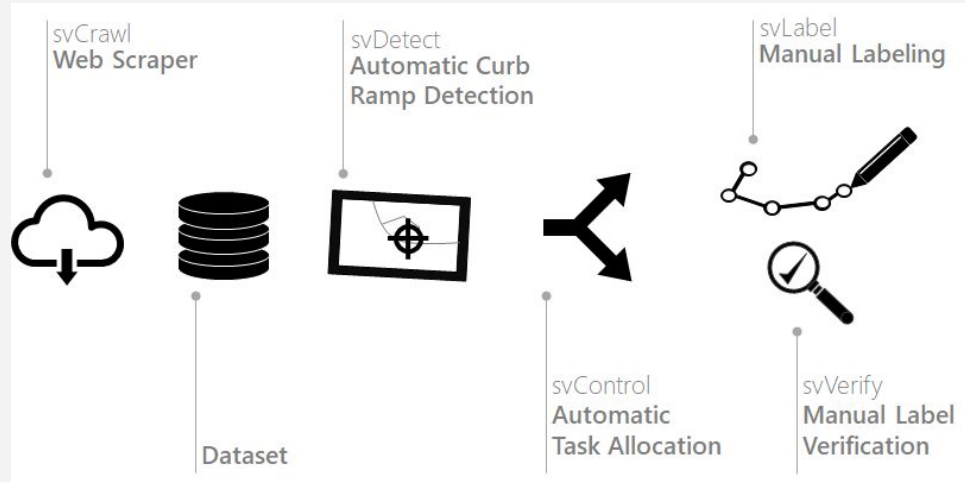 svCrawl
Web Scraper
Dataset
svDetect
Automatic Curb
Ramp Detection
svControl
Automatic
Task Allocation
svLabel
Manual Labeling
svVerify
Manual Label
Verification